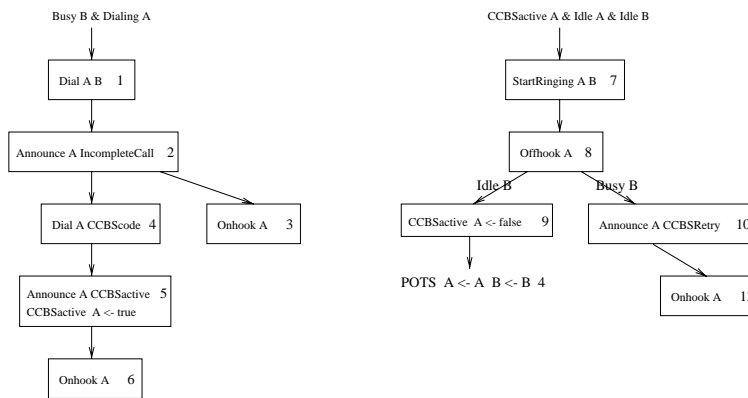 Busy B & Dialing A
Dial A B 1
Announce A IncompleteCall 2
Dial A CCBScode 4
Onhook A 3
Announce A CCBSactive 5
CCBSactive A <- true
Onhook A 6
CCBSactive A & Idle A & Idle B
StartRinging A B 7
Offhook A 8
Idle B
Busy B
CCBSactive A <- false 9
Announce A CCBSRetry 10
POTS A <- A B <- B 4
Onhook A